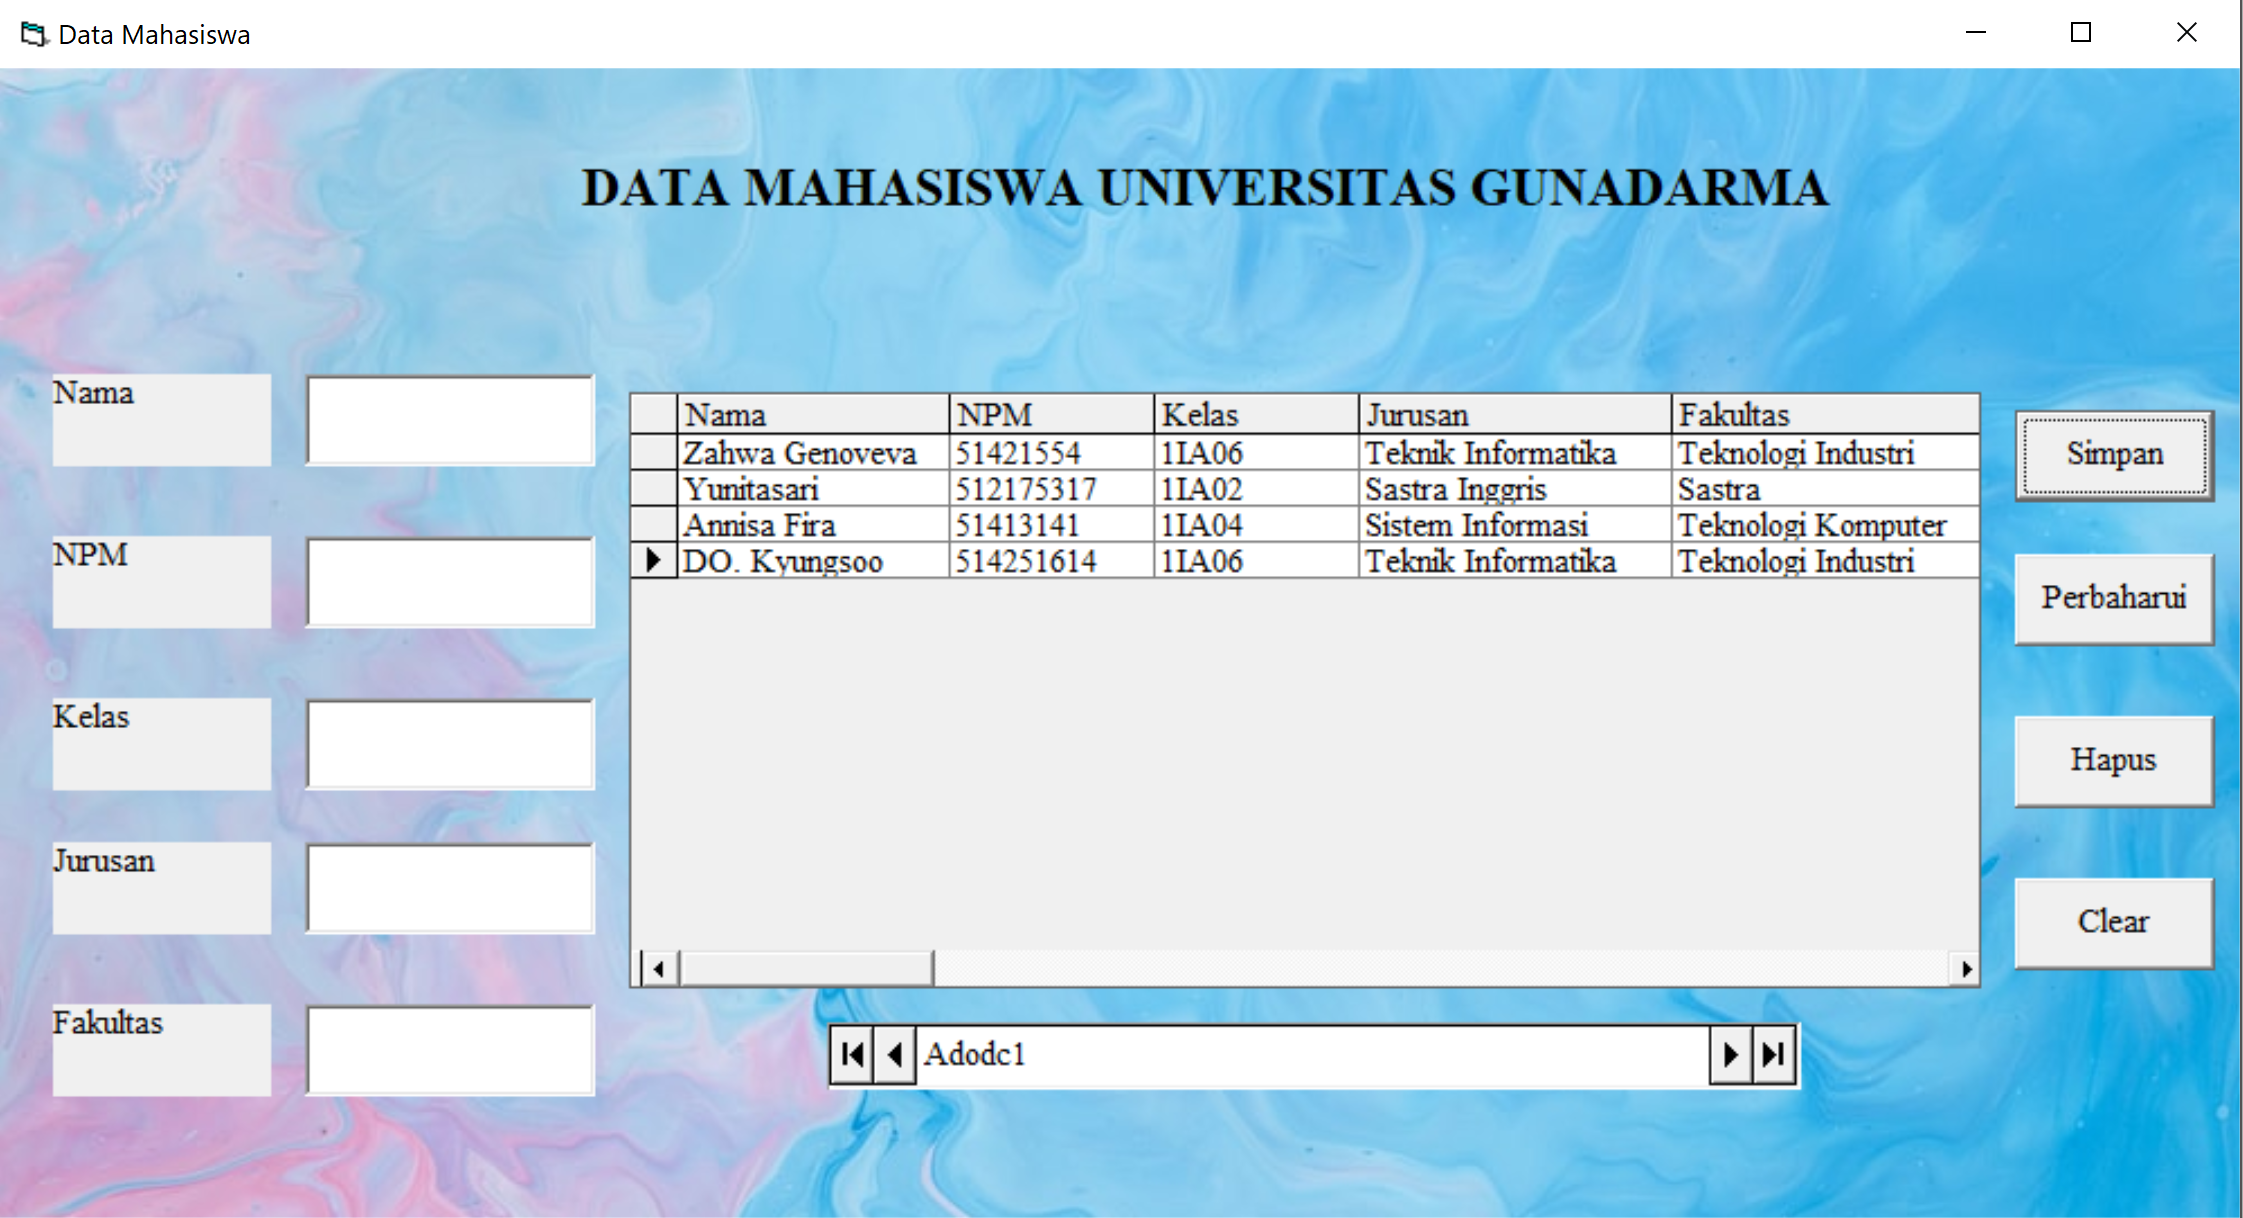 Data Mahasiswa
DATA MAHASISWA UNIVERSITAS GUNADARMA
Nama
NPM
Kelas
Jurusan
Fakultas
Nama NPM Kelas Jurusan Fakultas
Zahwa Genoveva 51421554 1IA06 Teknik Informatika Teknologi Industri
Yunitasari 512175317 1IA02 Sastra Inggris Sastra
Annisa Fira 51413141 1IA04 Sistem Informasi Teknologi Komputer
DO. Kyungsoo 514251614 1IA06 Teknik Informatika Teknologi Industri
Adodc1
Simpan
Perbaharui
Hapus
Clear